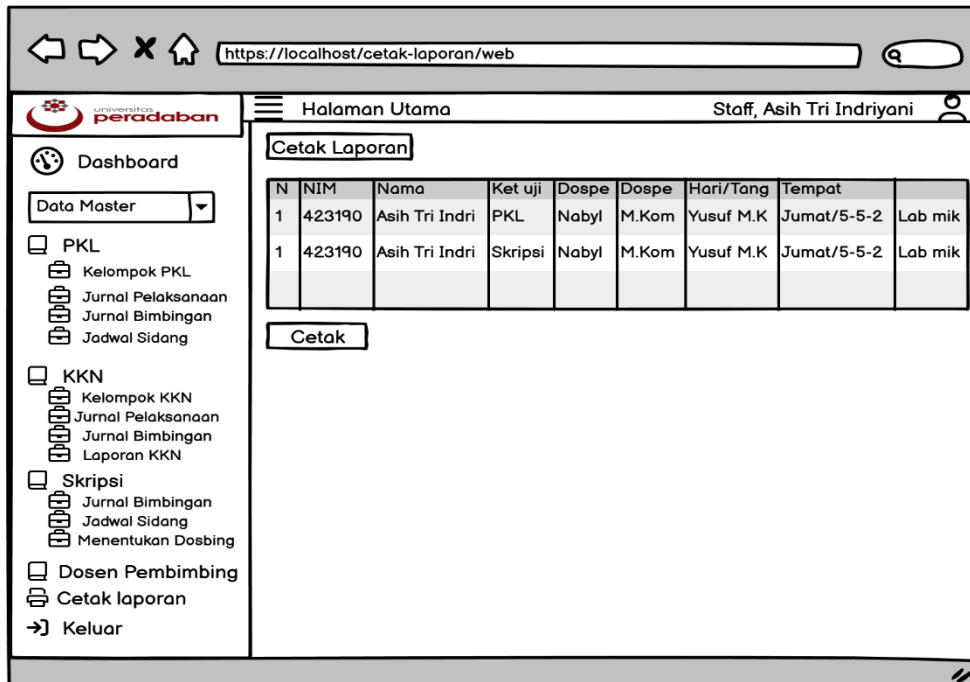 https://localhost/cetak-laporan/web
universitas
peradaban
Halaman Utama
Staff, Asih Tri Indriyani
Dashboard
Data Master
PKL
Kelompok PKL
Jurnal Pelaksanaan
Jurnal Bimbingan
Jadwal Sidang
KKN
Kelompok KKN
Jurnal Pelaksanaan
Jurnal Bimbingan
Laporan KKN
Skripsi
Jurnal Bimbingan
Jadwal Sidang
Menentukan Dosbing
Dosen Pembimbing
Cetak laporan
Keluar
Cetak Laporan
N NIM Nama Ket uji Dospe Dospe Hari/Tang Tempat
1 423190 Asih Tri Indri PKL Nabyl M.Kom Yusuf M.K Jumat/5-5-2 Lab mik
1 423190 Asih Tri Indri Skripsi Nabyl M.Kom Yusuf M.K Jumat/5-5-2 Lab mik
Cetak